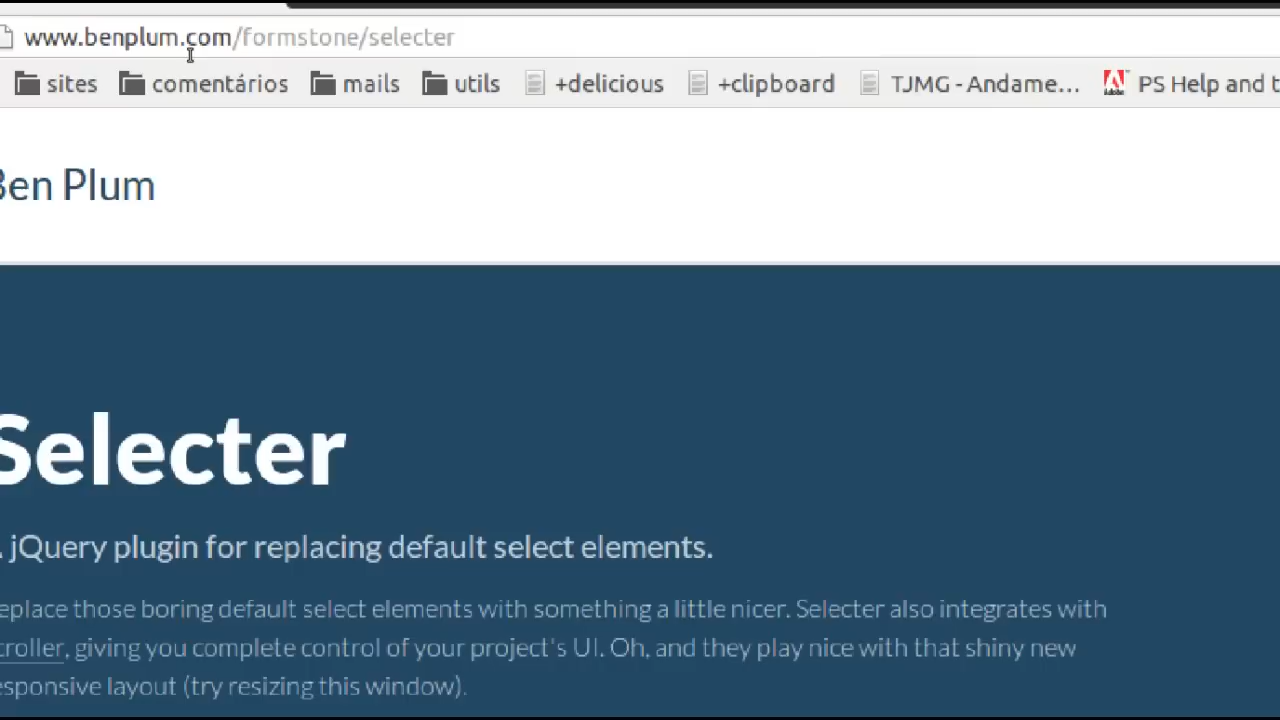 www.benplum.com/formstone/selecter
sites comentários mails utils +delicious +clipboard TJMG - Andame... PS Help and t
Ben Plum
Selecter
. jQuery plugin for replacing default select elements.
eplace those boring default select elements with something a little nicer. Selecter also integrates with
croller, giving you complete control of your project's UI. Oh, and they play nice with that shiny new
esponsive layout (try resizing this window).